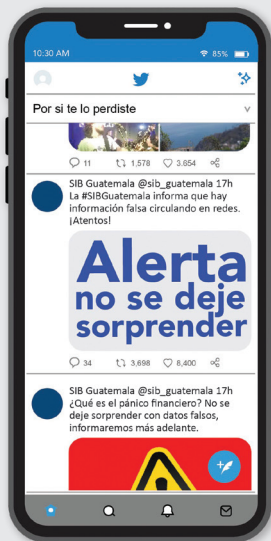 10:30 AM 85%
Por si te lo perdiste
11 1,578 3.654
SIB Guatemala @sib_guatemala 17h
La #SIBGuatemala informa que hay
información falsa circulando en redes.
¡Atentos!
Alerta
no se deje
sorprender
34 3,698 8,400
SIB Guatemala @sib_guatemala 17h
¿Qué es el pánico financiero? No se
deje sorprender con datos falsos,
informaremos más adelante.